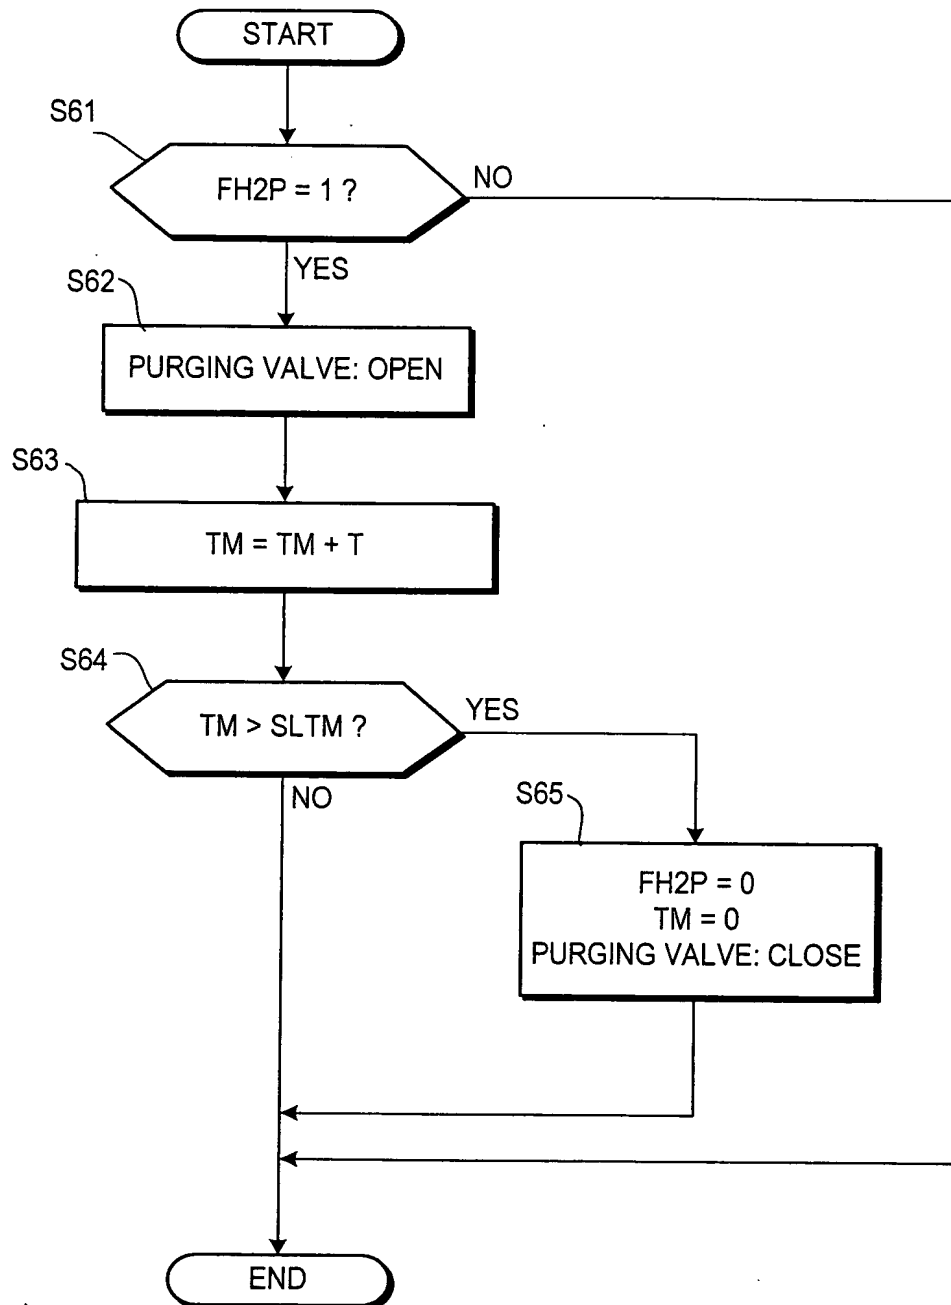 START
S61
FH2P = 1 ?
NO
YES
S62
PURGING VALVE: OPEN
S63
TM = TM + T
S64
TM > SLTM ?
YES
NO
S65
FH2P = 0
TM = 0
PURGING VALVE: CLOSE
END